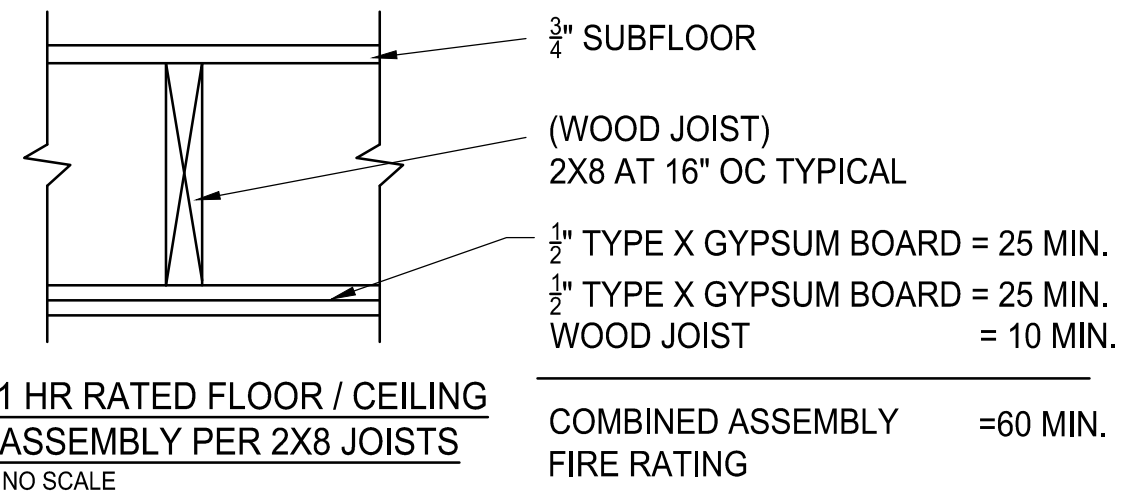 3/4" SUBFLOOR
(WOOD JOIST)
2X8 AT 16" OC TYPICAL
1/2" TYPE X GYPSUM BOARD = 25 MIN.
1/2" TYPE X GYPSUM BOARD = 25 MIN.
WOOD JOIST = 10 MIN.
COMBINED ASSEMBLY =60 MIN.
FIRE RATING
1 HR RATED FLOOR / CEILING
ASSEMBLY PER 2X8 JOISTS
NO SCALE